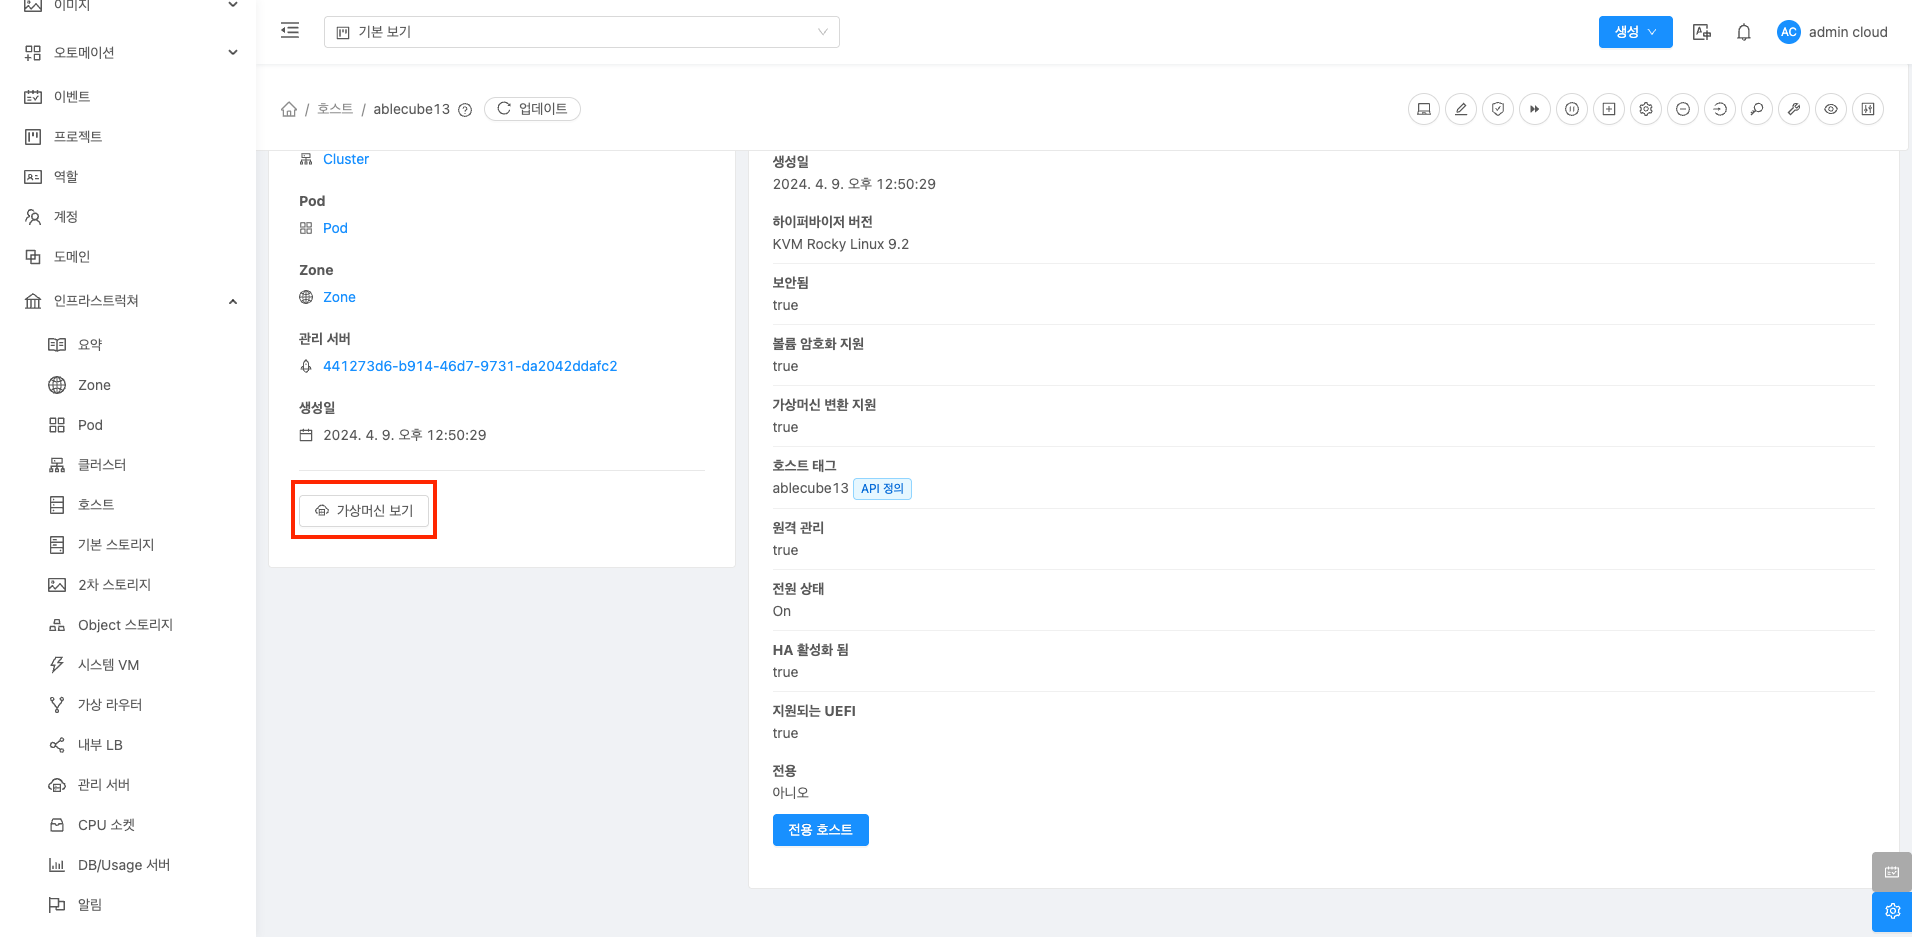 이미지
오토메이션
이벤트
프로젝트
역할
계정
도메인
인프라스트럭쳐
요약
Zone
Pod
클러스터
호스트
기본 스토리지
2차 스토리지
Object 스토리지
시스템 VM
가상 라우터
내부 LB
관리 서버
CPU 소켓
DB/Usage 서버
알림
기본 보기
생성
AC admin cloud
/ 호스트 / ablecube13 업데이트
Cluster
Pod
Pod
Zone
Zone
관리 서버
441273d6-b914-46d7-9731-da2042ddafc2
생성일
2024. 4. 9. 오후 12:50:29
가상머신 보기
생성일
2024. 4. 9. 오후 12:50:29
하이퍼바이저 버전
KVM Rocky Linux 9.2
보안됨
true
볼륨 암호화 지원
true
가상머신 변환 지원
true
호스트 태그
ablecube13 API 정의
원격 관리
true
전원 상태
On
HA 활성화 됨
true
지원되는 UEFI
true
전용
아니오
전용 호스트